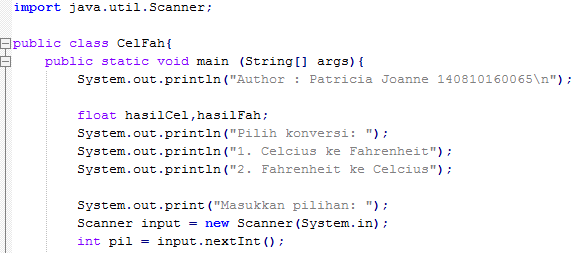 import java.util.Scanner;
public class CelFah{
public static void main (String[] args){
System.out.println("Author : Patricia Joanne 140810160065\n");
float hasilCel,hasilFah;
System.out.println("Pilih konversi: ");
System.out.println("1. Celcius ke Fahrenheit");
System.out.println("2. Fahrenheit ke Celcius");
System.out.print("Masukkan pilihan: ");
Scanner input = new Scanner(System.in);
int pil = input.nextInt();